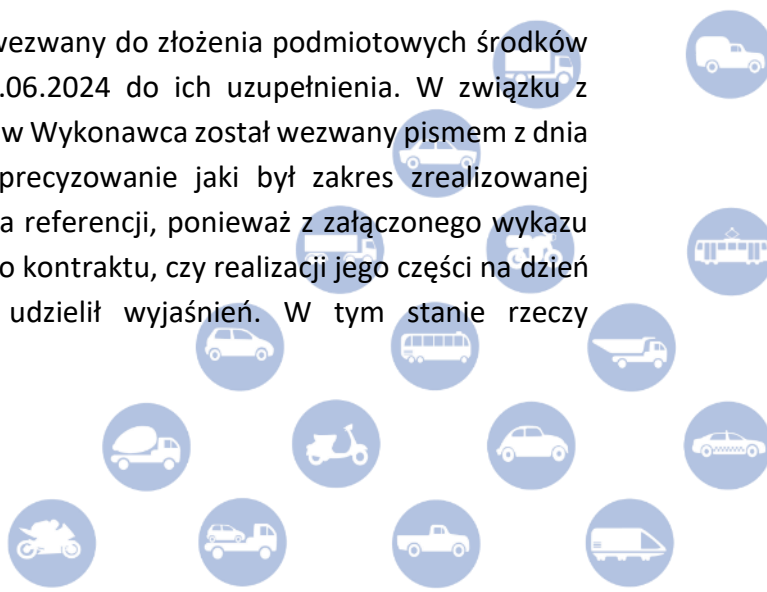 wezwany do złożenia podmiotowych środków
.06.2024 do ich uzupełnienia. W związku z
w Wykonawca został wezwany pismem z dnia
precyzowanie jaki był zakres zrealizowanej
a referencji, ponieważ z załączonego wykazu
o kontraktu, czy realizacji jego części na dzień
udzielił wyjaśnień. W tym stanie rzeczy